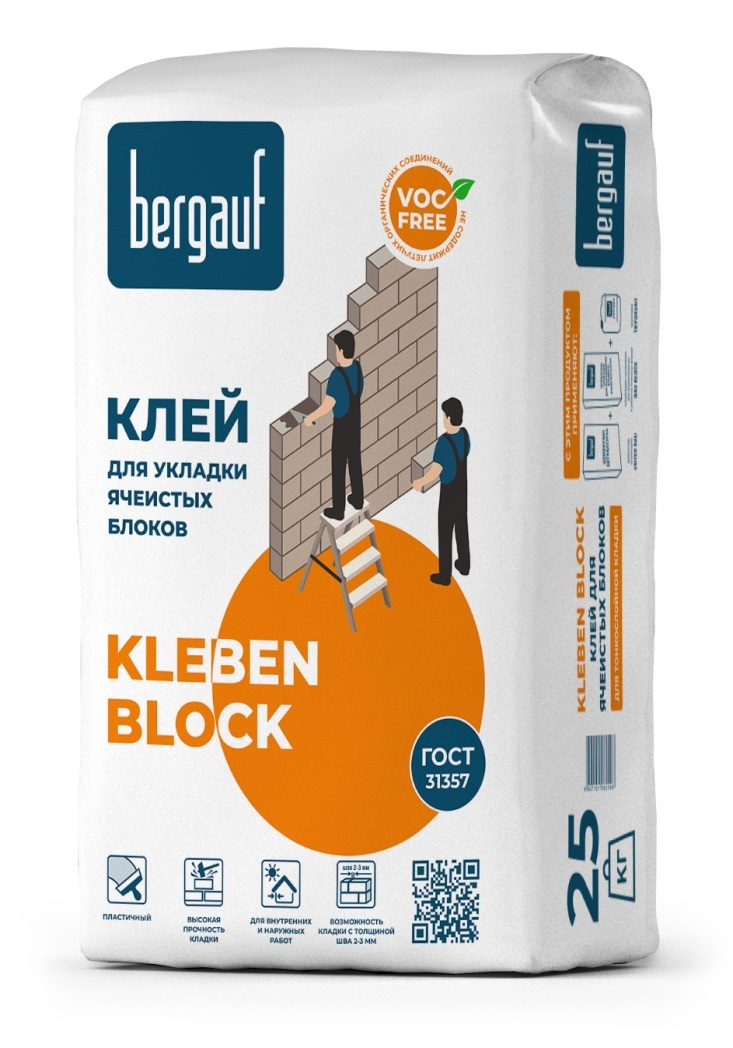 bergauf
НЕ СОДЕРЖИТ ЛЕТУЧИХ ОРГАНИЧЕСКИХ СОЕДИНЕНИЙ
VOC
FREE
КЛЕЙ
ДЛЯ УКЛАДКИ
ЯЧЕИСТЫХ
БЛОКОВ
KLEBEN
BLOCK
ГОСТ
31357
ПЛАСТИЧНЫЙ
ВЫСОКАЯ
ПРОЧНОСТЬ
КЛАДКИ
ДЛЯ ВНУТРЕННИХ
И НАРУЖНЫХ
РАБОТ
ШОВ 2-3 ММ
ВОЗМОЖНОСТЬ
КЛАДКИ С ТОЛЩИНОЙ
ШВА 2-3 ММ
bergauf
С ЭТИМ ПРОДУКТОМ
ПРИМЕНЯЮТ:
KLEBEN BLOCK
КЛЕЙ ДЛЯ
ЯЧЕИСТЫХ БЛОКОВ
ДЛЯ ТОНКОСЛОЙНОЙ КЛАДКИ
25
КГ